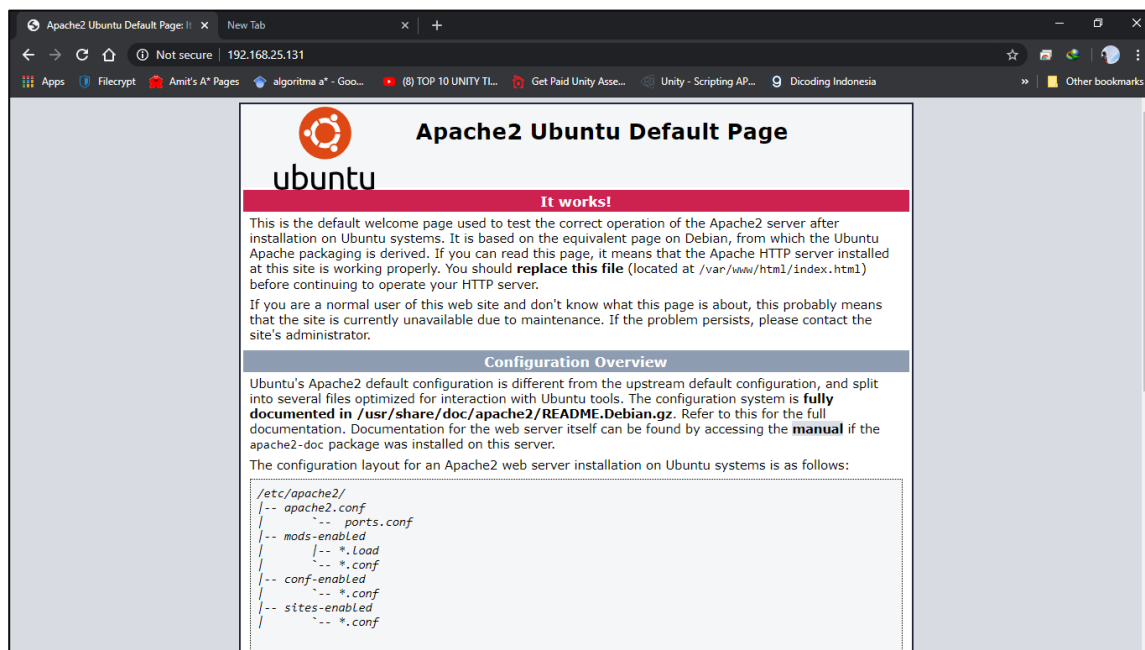 Apache2 Ubuntu Default Page: It
New Tab
Not secure
192.168.25.131
Apps
Filecrypt
Amit's A* Pages
algoritma a* - Goo...
(8) TOP 10 UNITY TI...
Get Paid Unity Asse...
Unity - Scripting AP...
Dicoding Indonesia
»
Other bookmarks
ubuntu
Apache2 Ubuntu Default Page
It works!
This is the default welcome page used to test the correct operation of the Apache2 server after
installation on Ubuntu systems. It is based on the equivalent page on Debian, from which the Ubuntu
Apache packaging is derived. If you can read this page, it means that the Apache HTTP server installed
at this site is working properly. You should replace this file (located at /var/www/html/index.html)
before continuing to operate your HTTP server.
If you are a normal user of this web site and don't know what this page is about, this probably means
that the site is currently unavailable due to maintenance. If the problem persists, please contact the
site's administrator.
Configuration Overview
Ubuntu's Apache2 default configuration is different from the upstream default configuration, and split
into several files optimized for interaction with Ubuntu tools. The configuration system is fully
documented in /usr/share/doc/apache2/README.Debian.gz. Refer to this for the full
documentation. Documentation for the web server itself can be found by accessing the manual if the
apache2-doc package was installed on this server.
The configuration layout for an Apache2 web server installation on Ubuntu systems is as follows:
/etc/apache2/
|-- apache2.conf
|       `--  ports.conf
|-- mods-enabled
|       |-- *.load
|       `-- *.conf
|-- conf-enabled
|       `-- *.conf
|-- sites-enabled
|       `-- *.conf